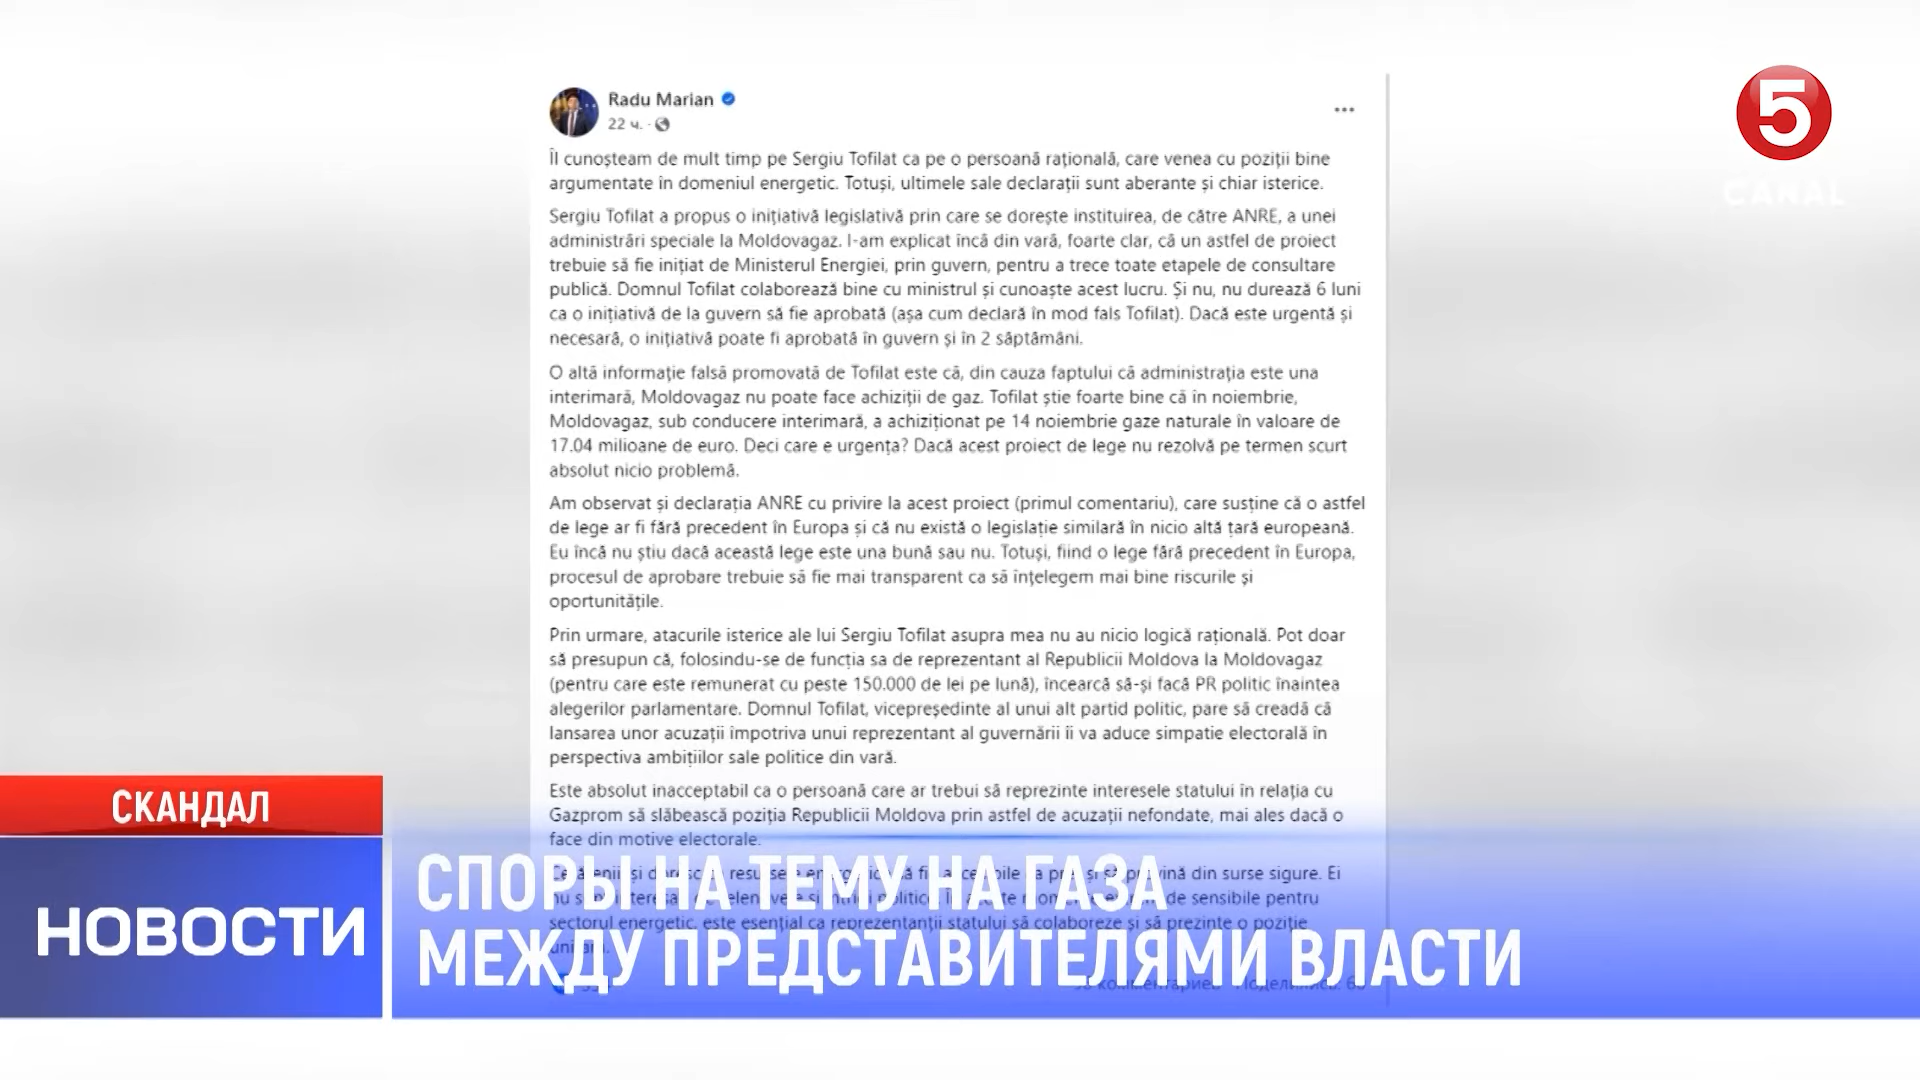 Radu Marian
22 ч.
5
CANAL
Îl cunoșteam de mult timp pe Sergiu Tofilat ca pe o persoană rațională, care venea cu poziții bine
argumentate în domeniul energetic. Totuși, ultimele sale declarații sunt aberante și chiar isterice.
Sergiu Tofilat a propus o inițiativă legislativă prin care se dorește instituirea, de către ANRE, a unei
administrări speciale la Moldovagaz. I-am explicat încă din vară, foarte clar, că un astfel de proiect
trebuie să fie inițiat de Ministerul Energiei, prin guvern, pentru a trece toate etapele de consultare
publică. Domnul Tofilat colaborează bine cu ministrul și cunoaște acest lucru. Și nu, nu durează 6 luni
ca o inițiativă de la guvern să fie aprobată (așa cum declară în mod fals Tofilat). Dacă este urgentă și
necesară, o inițiativă poate fi aprobată în guvern și în 2 săptămâni.
O altă informație falsă promovată de Tofilat este că, din cauza faptului că administrația este una
interimară, Moldovagaz nu poate face achiziții de gaz. Tofilat știe foarte bine că în noiembrie,
Moldovagaz, sub conducere interimară, a achiziționat pe 14 noiembrie gaze naturale în valoare de
17.04 milioane de euro. Deci care e urgența? Dacă acest proiect de lege nu rezolvă pe termen scurt
absolut nicio problemă.
Am observat și declarația ANRE cu privire la acest proiect (primul comentariu), care susține că o astfel
de lege ar fi fără precedent în Europa și că nu există o legislație similară în nicio altă țară europeană.
Eu încă nu știu dacă această lege este una bună sau nu. Totuși, fiind o lege fără precedent în Europa,
procesul de aprobare trebuie să fie mai transparent ca să înțelegem mai bine riscurile și
oportunitățile.
Prin urmare, atacurile isterice ale lui Sergiu Tofilat asupra mea nu au nicio logică rațională. Pot doar
să presupun că, folosindu-se de funcția sa de reprezentant al Republicii Moldova la Moldovagaz
(pentru care este remunerat cu peste 150.000 de lei pe lună), încearcă să-și facă PR politic înaintea
alegerilor parlamentare. Domnul Tofilat, vicepreședinte al unui alt partid politic, pare să creadă că
lansarea unor acuzații împotriva unui reprezentant al guvernării îi va aduce simpatie electorală în
perspectiva ambițiilor sale politice din vară.
Este absolut inacceptabil ca o persoană care ar trebui să reprezinte interesele statului în relația cu
Gazprom să slăbească poziția Republicii Moldova prin astfel de acuzații nefondate, mai ales dacă o
face din motive electorale.
din surse sigure. Ei
de sensibile pentru
sectorul energetic, este esențial ca reprezentanții statului să colaboreze și să prezinte o poziție
СКАНДАЛ
НОВОСТИ
СПОРЫ НА ТЕМУ НА ГАЗА
МЕЖДУ ПРЕДСТАВИТЕЛЯМИ ВЛАСТИ